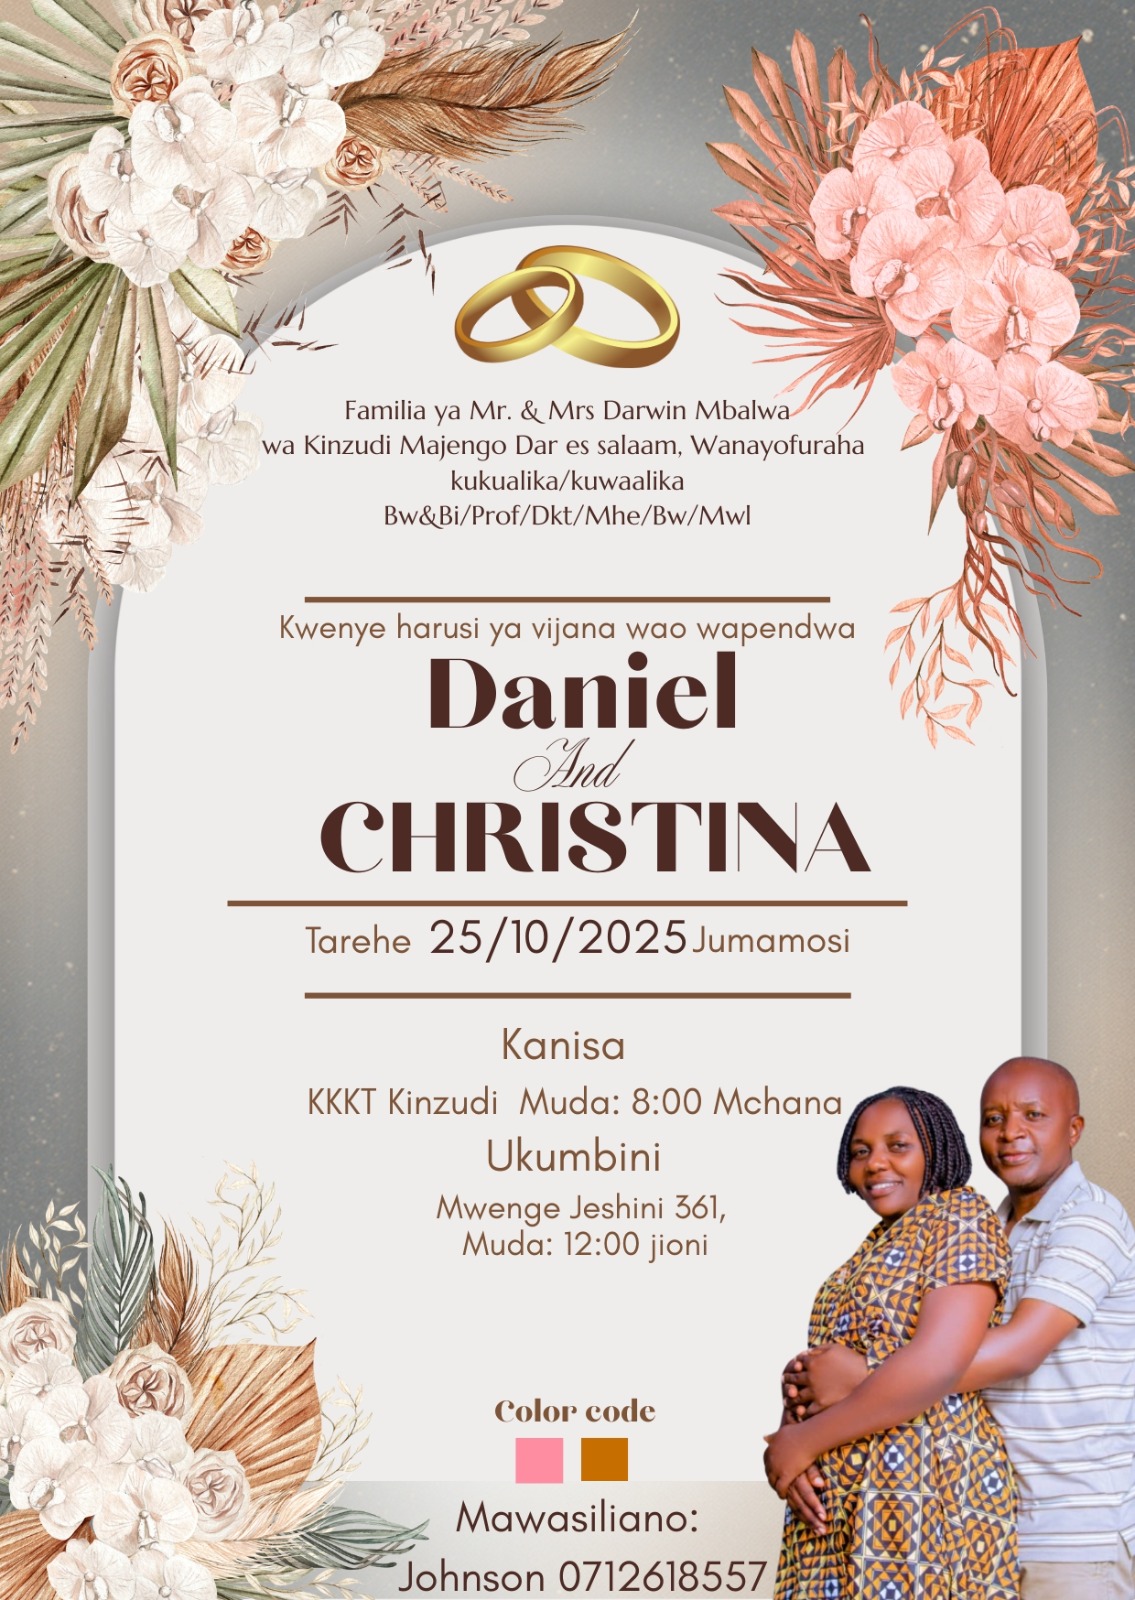 Familia ya Mr. & Mrs Darwin Mbalwa
wa Kinzudi Majengo Dar es salaam, Wanayofuraha
kukualika/kuwaalika
Bw&Bi/Prof/Dkt/Mhe/Bw/Mwl
Kwenye harusi ya vijana wao wapendwa
Daniel
And
CHRISTINA
Tarehe 25/10/2025 Jumamosi
Kanisa
KKKT Kinzudi Muda: 8:00 Mchana
Ukumbini
Mwenge Jeshini 361,
Muda: 12:00 jioni
Color code
Mawasiliano:
Johnson 0712618557